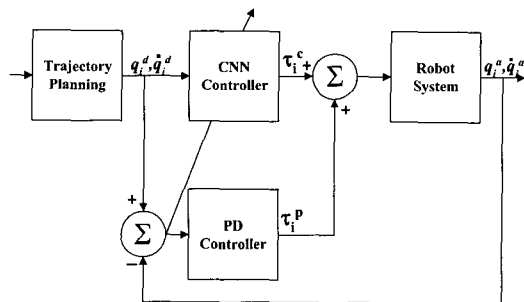 Trajectory
Planning
q_i^d, q̇_i^d
CNN
Controller
τ_i^c
+
Σ
+
Robot
System
q_i^a, q̇_i^a
+
Σ
−
PD
Controller
τ_i^p